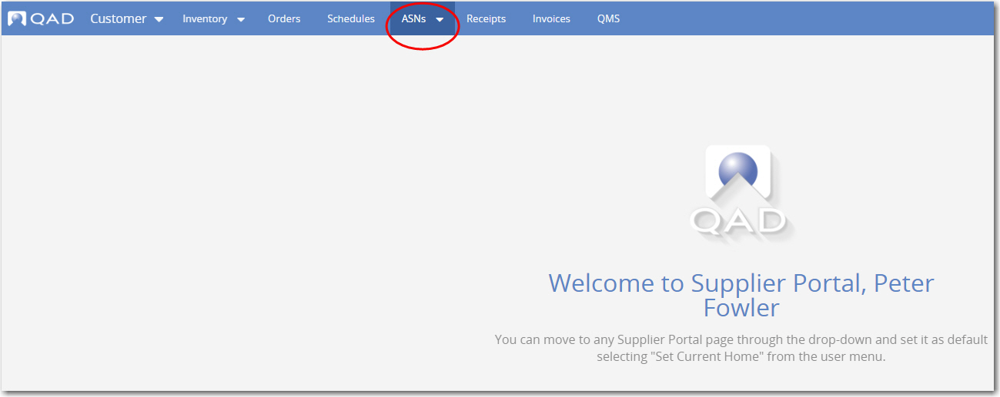 QAD Customer Inventory Orders Schedules ASNs Receipts Invoices QMS
QAD
Welcome to Supplier Portal, Peter
Fowler
You can move to any Supplier Portal page through the drop-down and set it as default
selecting "Set Current Home" from the user menu.